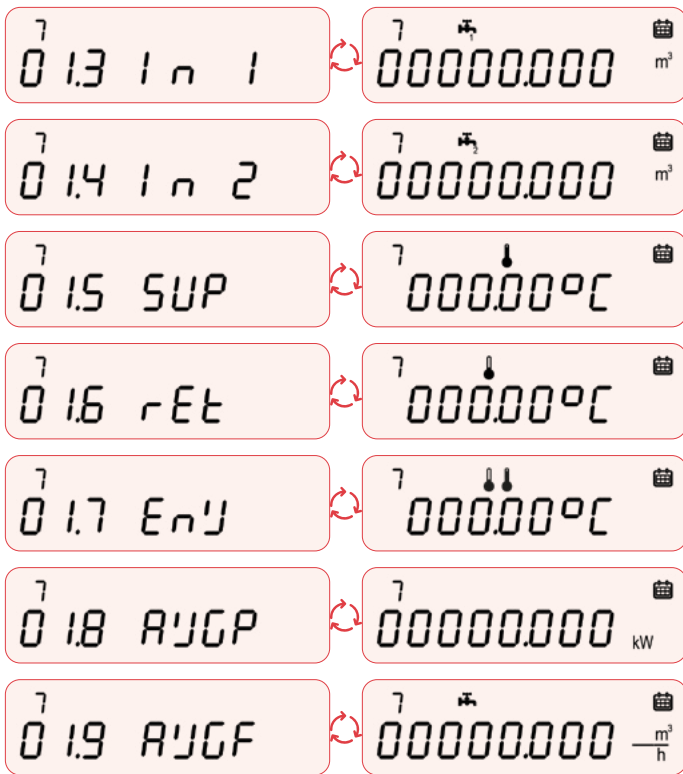 7
01.3 In 1
7 1
00000.000 m³
7
01.4 In 2
7 2
00000.000 m³
7
01.5 SUP
7
000.00°C
7
01.6 rEt
7
000.00°C
7
01.7 EnV
7
000.00°C
7
01.8 AVGP
7
00000.000 kW
7
01.9 AVGF
7
00000.000 m³/h